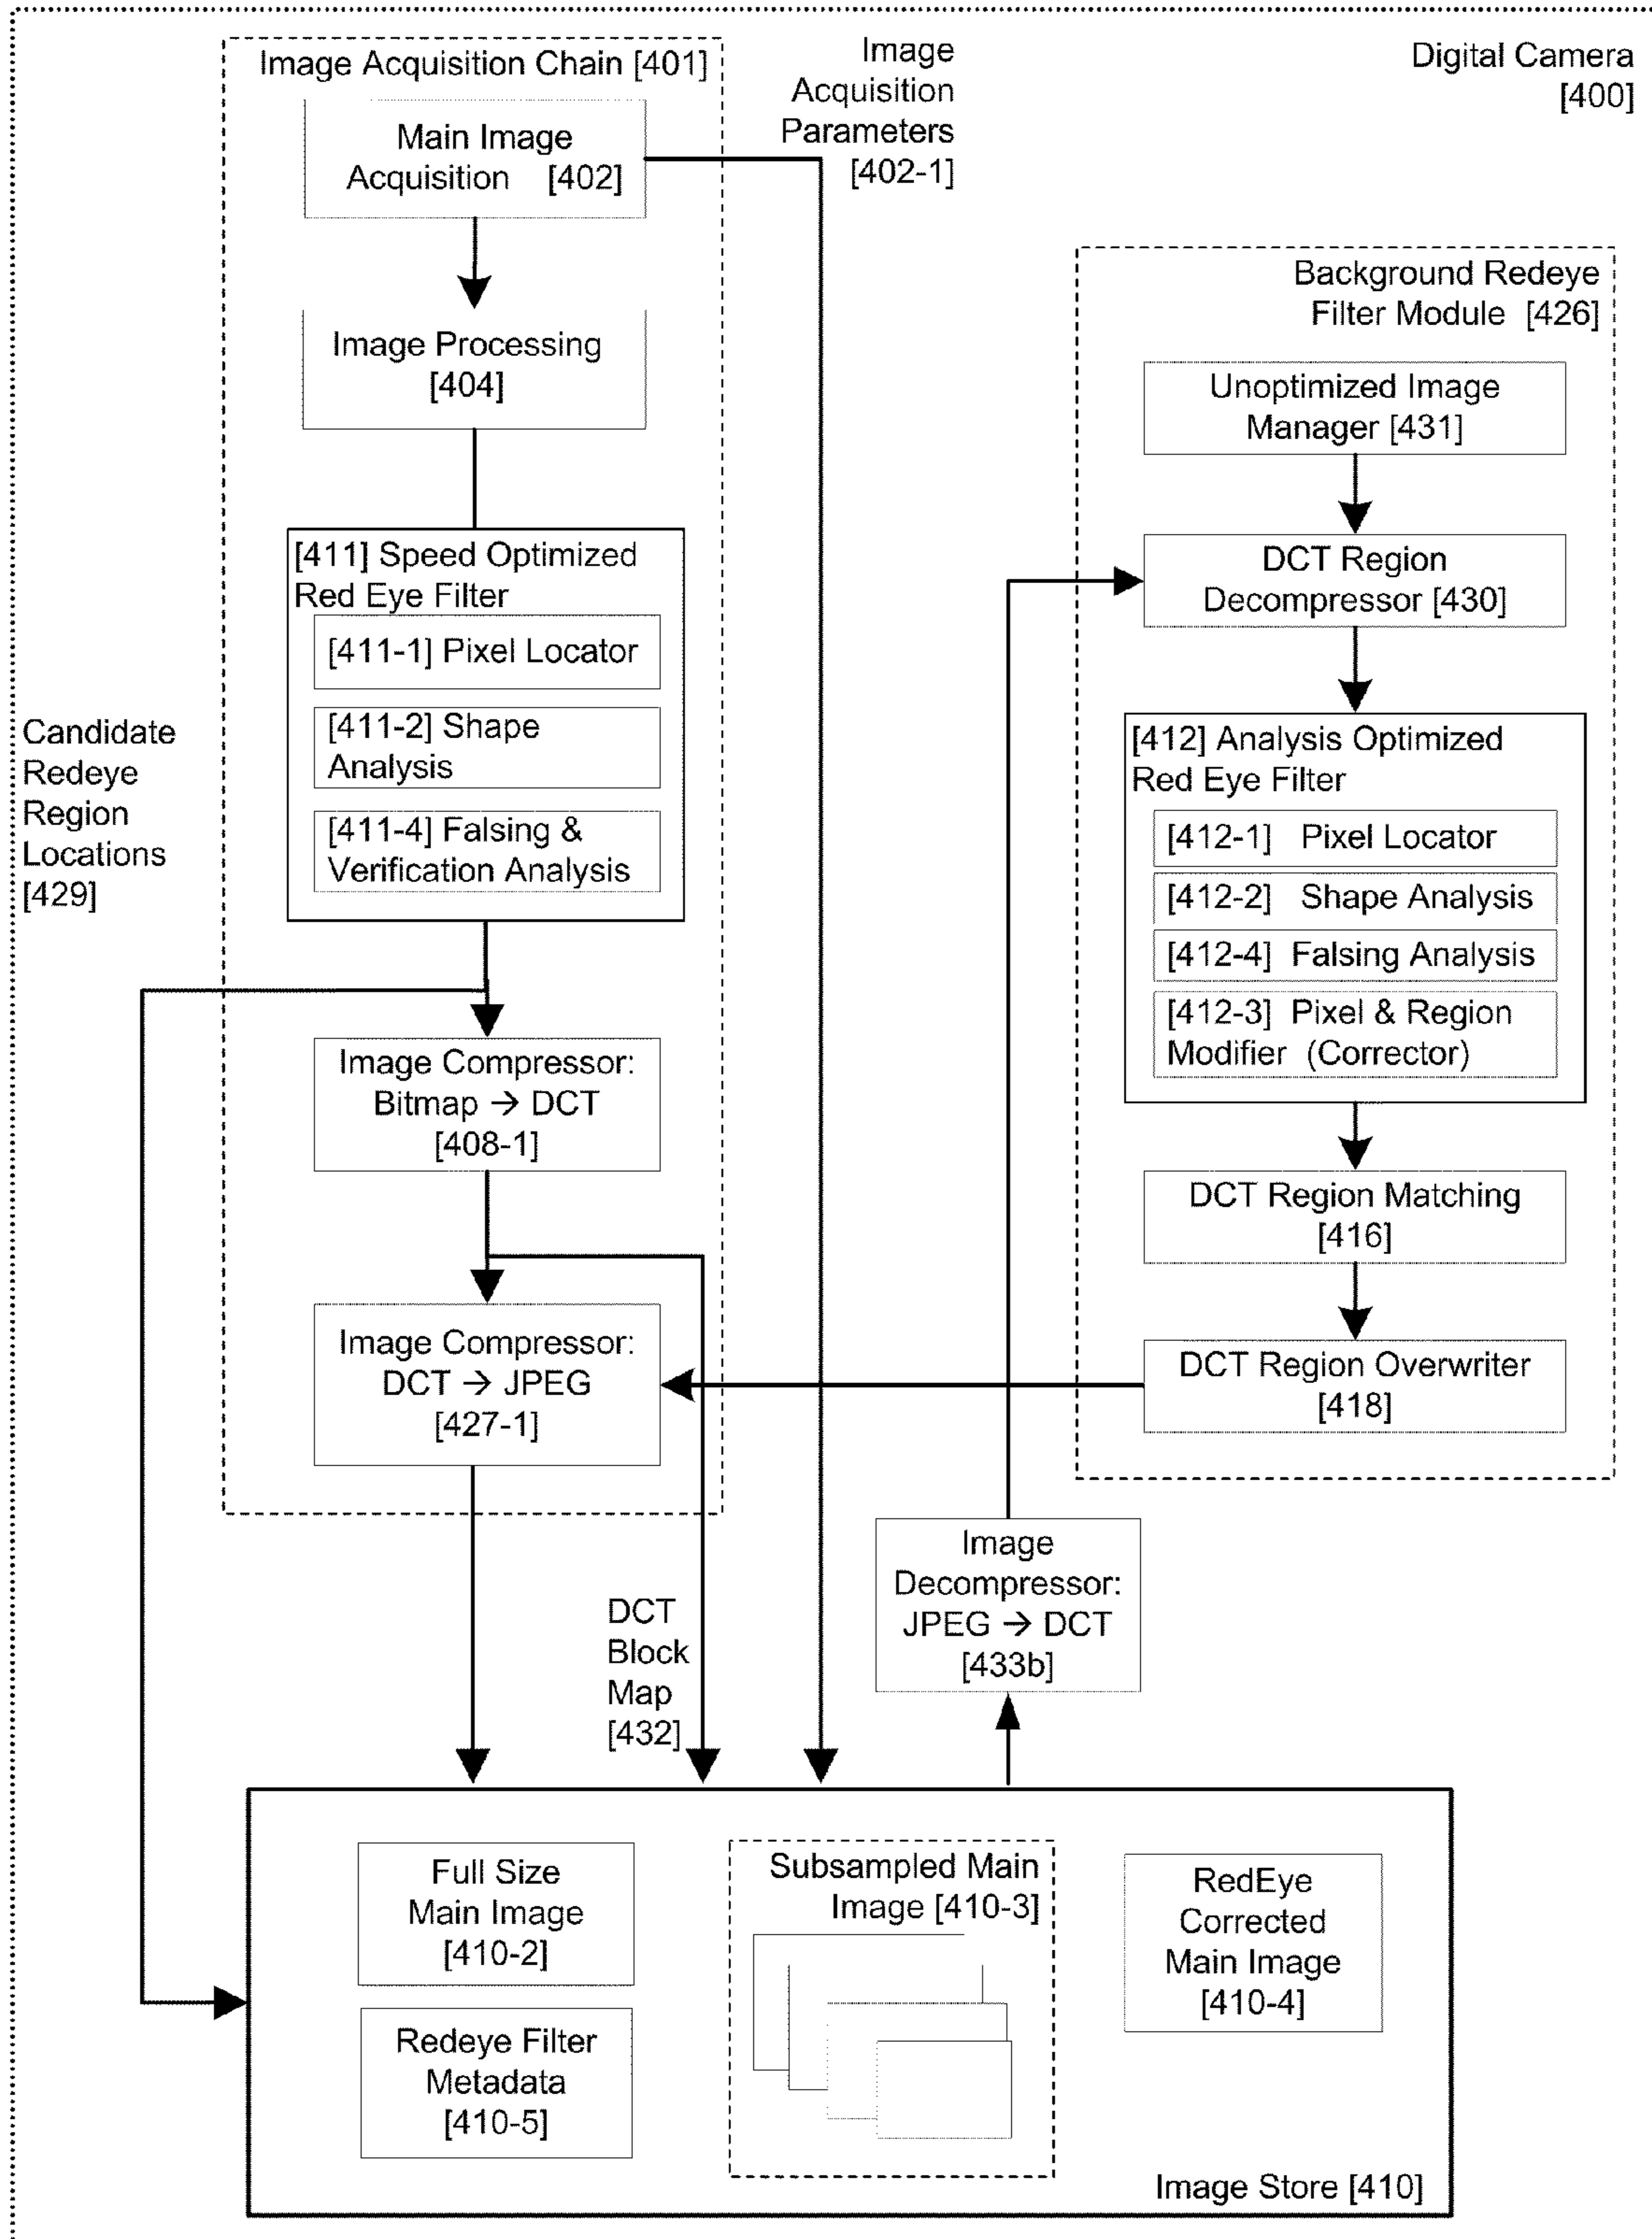 Image Acquisition Chain [401]
Main Image
Acquisition [402]
Image Processing
[404]
[411] Speed Optimized
Red Eye Filter
[411-1] Pixel Locator
[411-2] Shape
Analysis
[411-4] Falsing &
Verification Analysis
Image Compressor:
Bitmap → DCT
[408-1]
Image Compressor:
DCT → JPEG
[427-1]
Candidate
Redeye
Region
Locations
[429]
Image
Acquisition
Parameters
[402-1]
Digital Camera
[400]
Background Redeye
Filter Module [426]
Unoptimized Image
Manager [431]
DCT Region
Decompressor [430]
[412] Analysis Optimized
Red Eye Filter
[412-1] Pixel Locator
[412-2] Shape Analysis
[412-4] Falsing Analysis
[412-3] Pixel & Region
Modifier (Corrector)
DCT Region Matching
[416]
DCT Region Overwriter
[418]
DCT
Block
Map
[432]
Image
Decompressor:
JPEG → DCT
[433b]
Full Size
Main Image
[410-2]
Redeye Filter
Metadata
[410-5]
Subsampled Main
Image [410-3]
RedEye
Corrected
Main Image
[410-4]
Image Store [410]